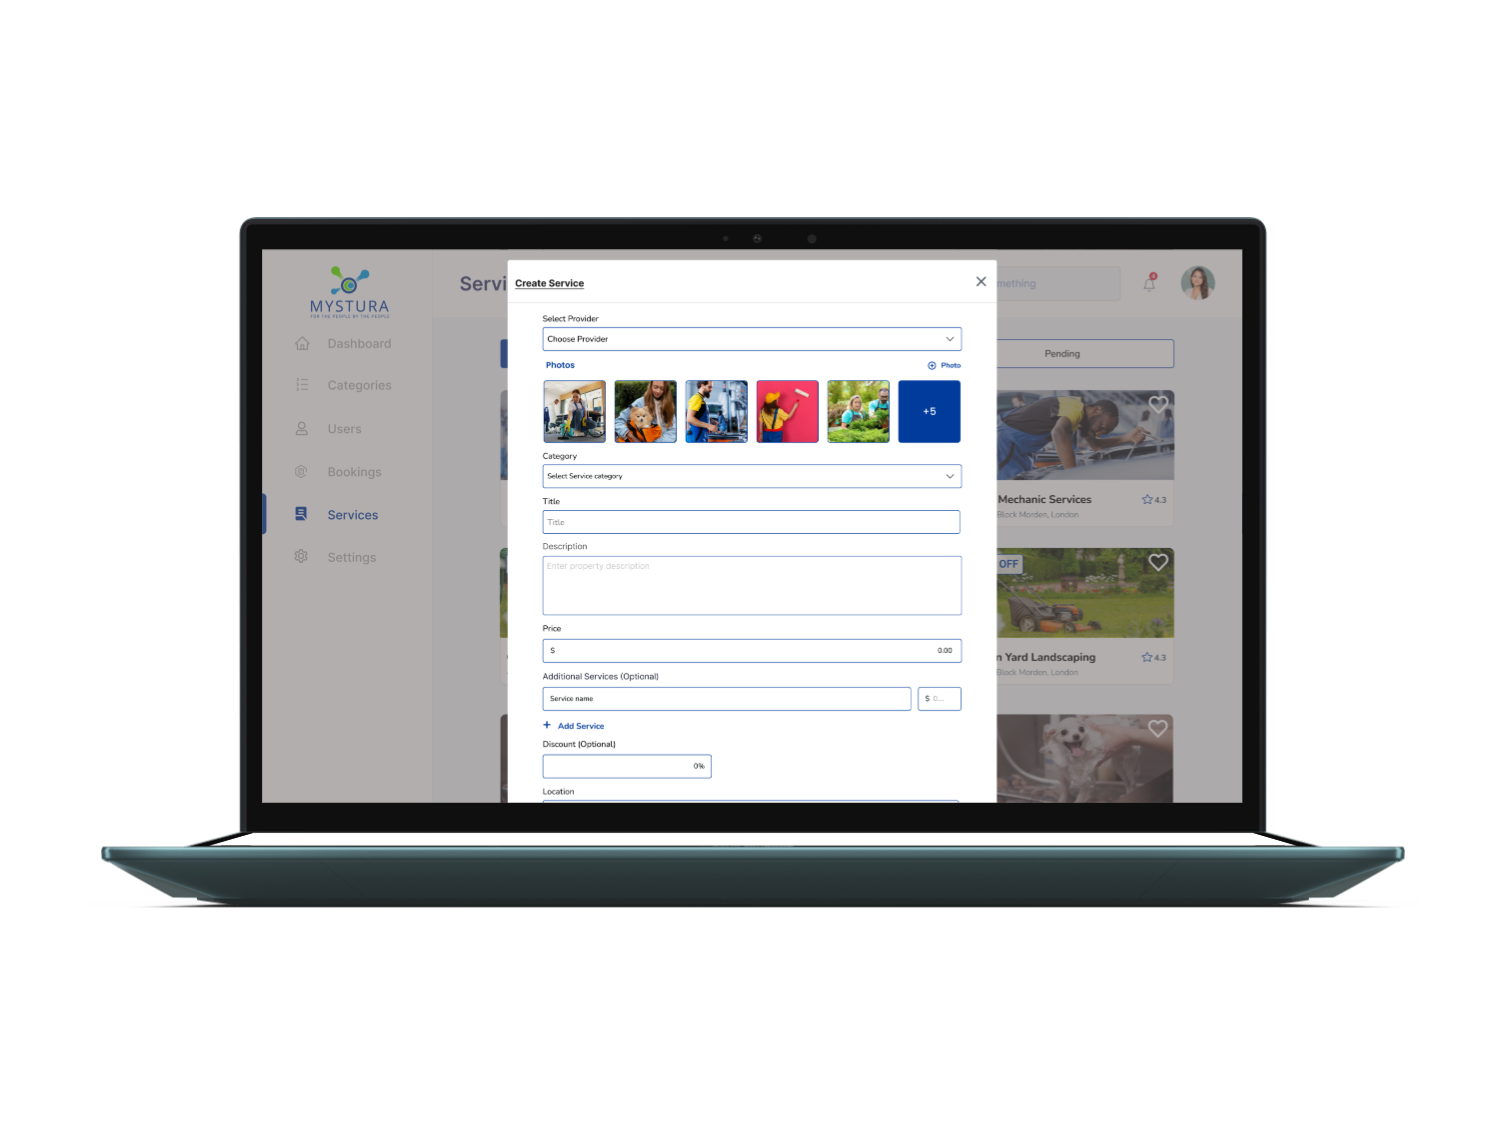 MYSTURA
FOR THE PEOPLE BY THE PEOPLE
Dashboard
Categories
Users
Bookings
Services
Settings
Servi
mething
4
Pending
Create Service
Select Provider
Choose Provider
Photos
Photo
+5
Category
Select Service category
Title
Title
Description
Enter property description
Price
$ 0.00
Additional Services (Optional)
Service name
$ 0...
+ Add Service
Discount (Optional)
0%
Location
Mechanic Services
4.3
Block Morden, London
OFF
n Yard Landscaping
4.3
Block Morden, London